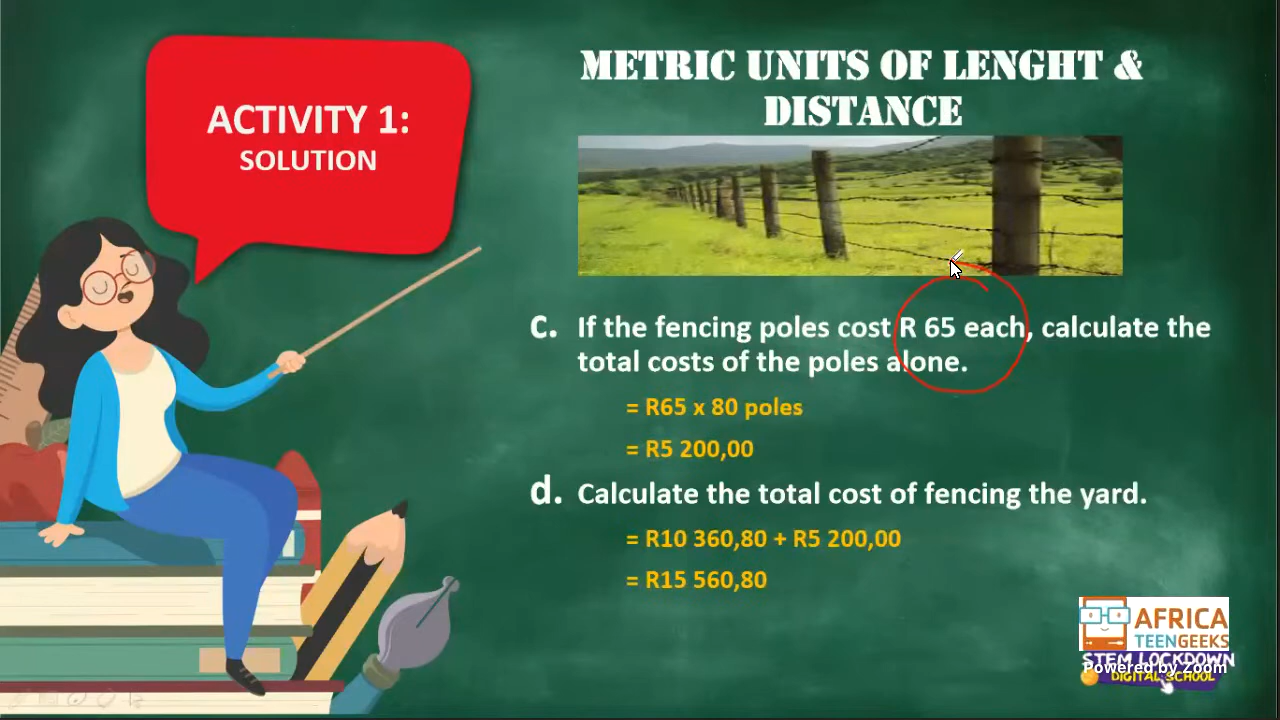 ACTIVITY 1:
SOLUTION
METRIC UNITS OF LENGHT &
DISTANCE
c. If the fencing poles cost R 65 each, calculate the
total costs of the poles alone.
= R65 x 80 poles
= R5 200,00
d. Calculate the total cost of fencing the yard.
= R10 360,80 + R5 200,00
= R15 560,80
AFRICA
TEENGEEKS
STEM LOCKDOWN
Powered by Zoom
DIGITAL SCHOOL